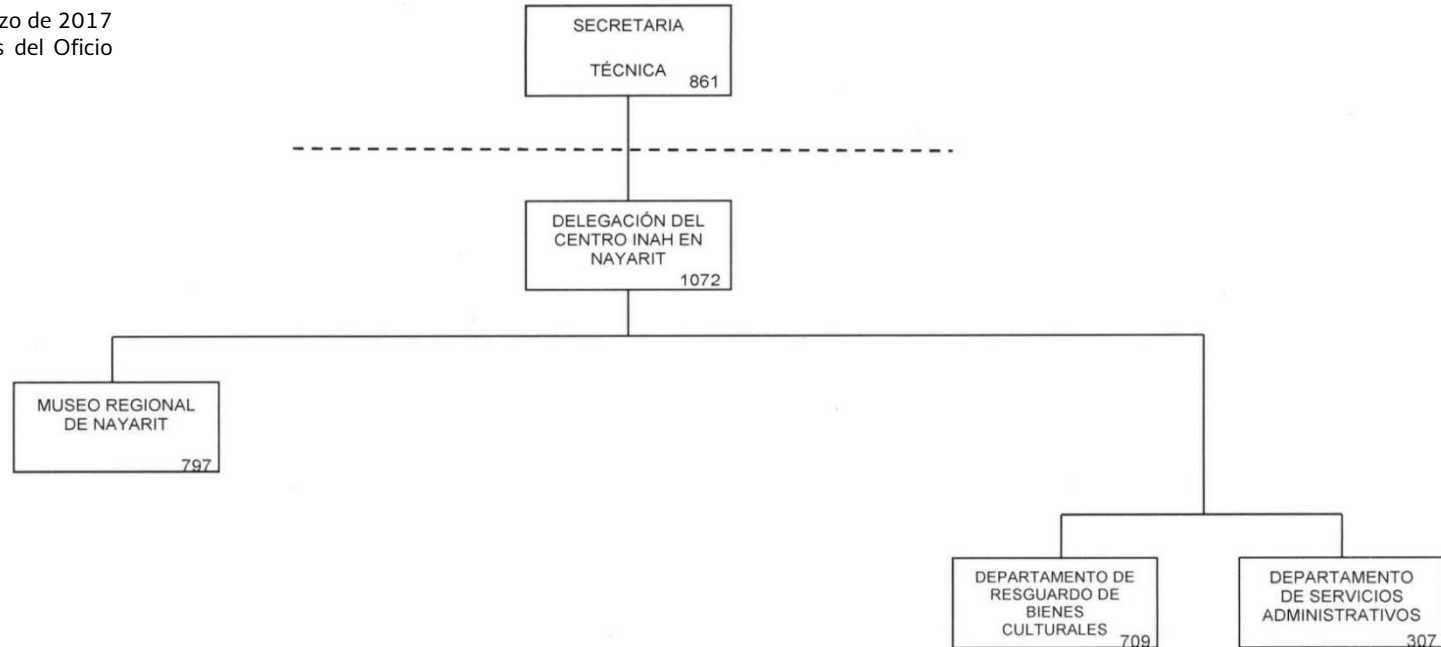 de 2017
del Oficio
SECRETARIA
TÉCNICA
861
DELEGACIÓN DEL
CENTRO INAH EN
NAYARIT
1072
MUSEO REGIONAL
DE NAYARIT
797
DEPARTAMENTO DE
RESGUARDO DE
BIENES
CULTURALES
709
DEPARTAMENTO
DE SERVICIOS
ADMINISTRATIVOS
307